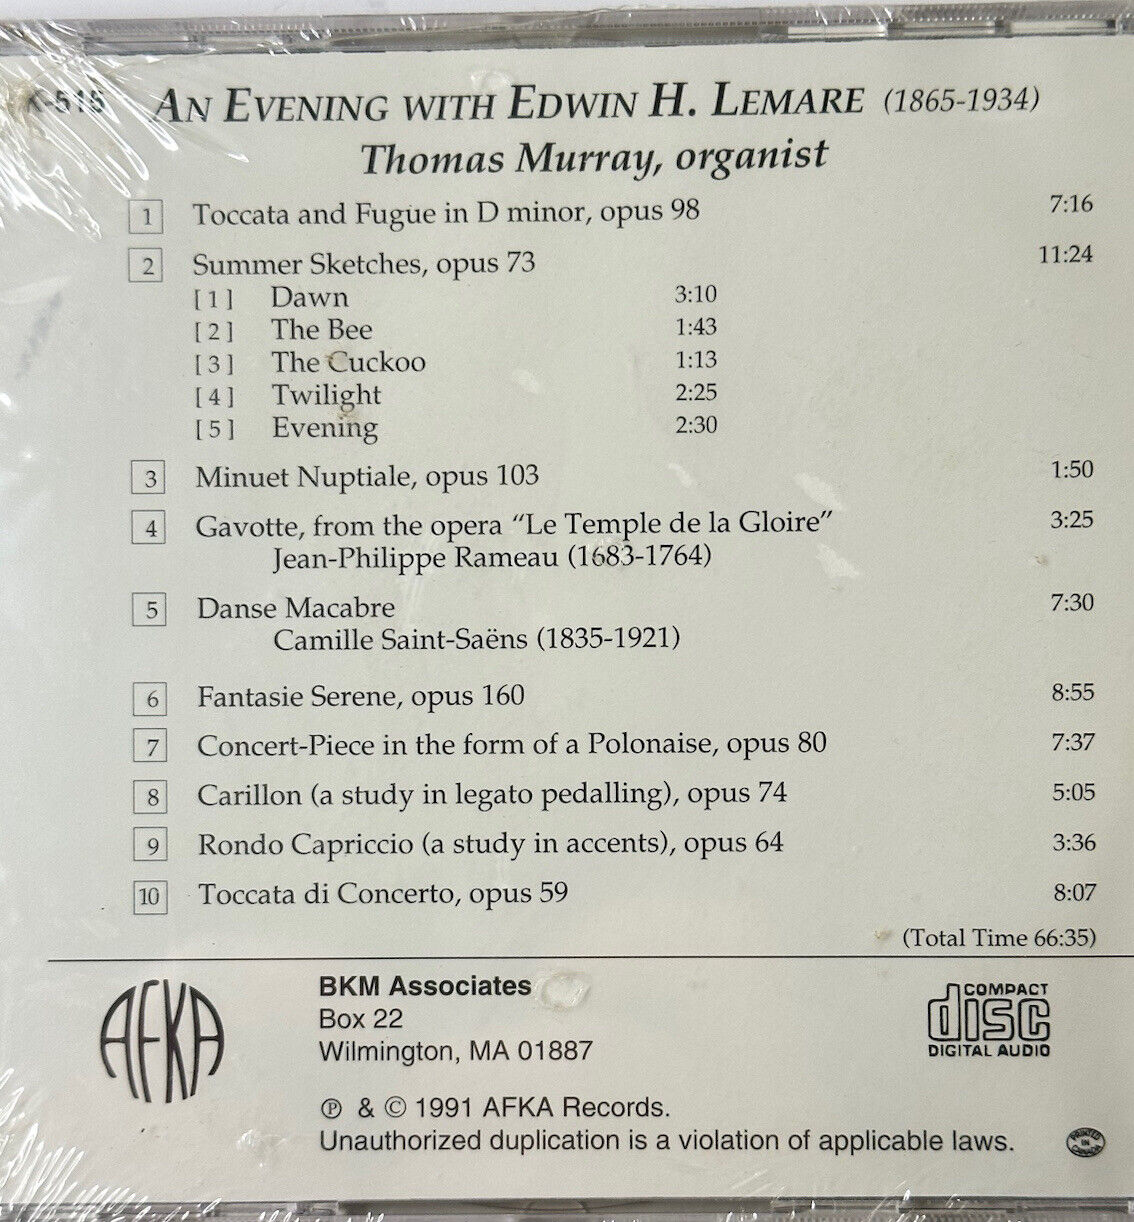 K-515 AN EVENING WITH EDWIN H. LEMARE (1865-1934)
Thomas Murray, organist
1 Toccata and Fugue in D minor, opus 98 7:16
2 Summer Sketches, opus 73 11:24
[1] Dawn 3:10
[2] The Bee 1:43
[3] The Cuckoo 1:13
[4] Twilight 2:25
[5] Evening 2:30
3 Minuet Nuptiale, opus 103 1:50
4 Gavotte, from the opera “Le Temple de la Gloire” 3:25
Jean-Philippe Rameau (1683-1764)
5 Danse Macabre 7:30
Camille Saint-Saëns (1835-1921)
6 Fantasie Serene, opus 160 8:55
7 Concert-Piece in the form of a Polonaise, opus 80 7:37
8 Carillon (a study in legato pedalling), opus 74 5:05
9 Rondo Capriccio (a study in accents), opus 64 3:36
10 Toccata di Concerto, opus 59 8:07
(Total Time 66:35)
AFKA
BKM Associates
Box 22
Wilmington, MA 01887
COMPACT
disc
DIGITAL AUDIO
℗ & © 1991 AFKA Records.
Unauthorized duplication is a violation of applicable laws.
PRINTED
IN
CANADA